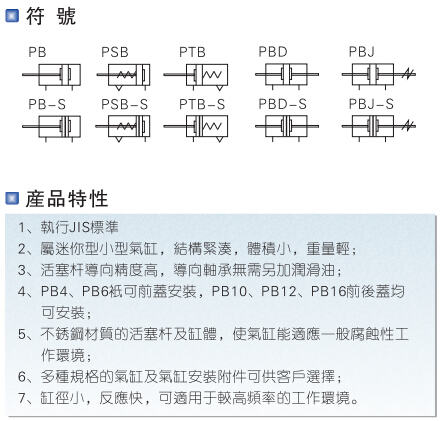 符號
PB PSB PTB PBD PBJ
PB-S PSB-S PTB-S PBD-S PBJ-S
產品特性
1、執行JIS標準
2、屬迷你型小型氣缸，結構緊湊，體積小，重量輕；
3、活塞杆導向精度高，導向軸承無需另加潤滑油；
4、PB4、PB6衹可前蓋安裝，PB10、PB12、PB16前後蓋均
可安裝；
5、不銹鋼材質的活塞杆及缸體，使氣缸能適應一般腐蝕性工
作環境；
6、多種規格的氣缸及氣缸安裝附件可供客戶選擇；
7、缸徑小，反應快，可適用于較高頻率的工作環境。